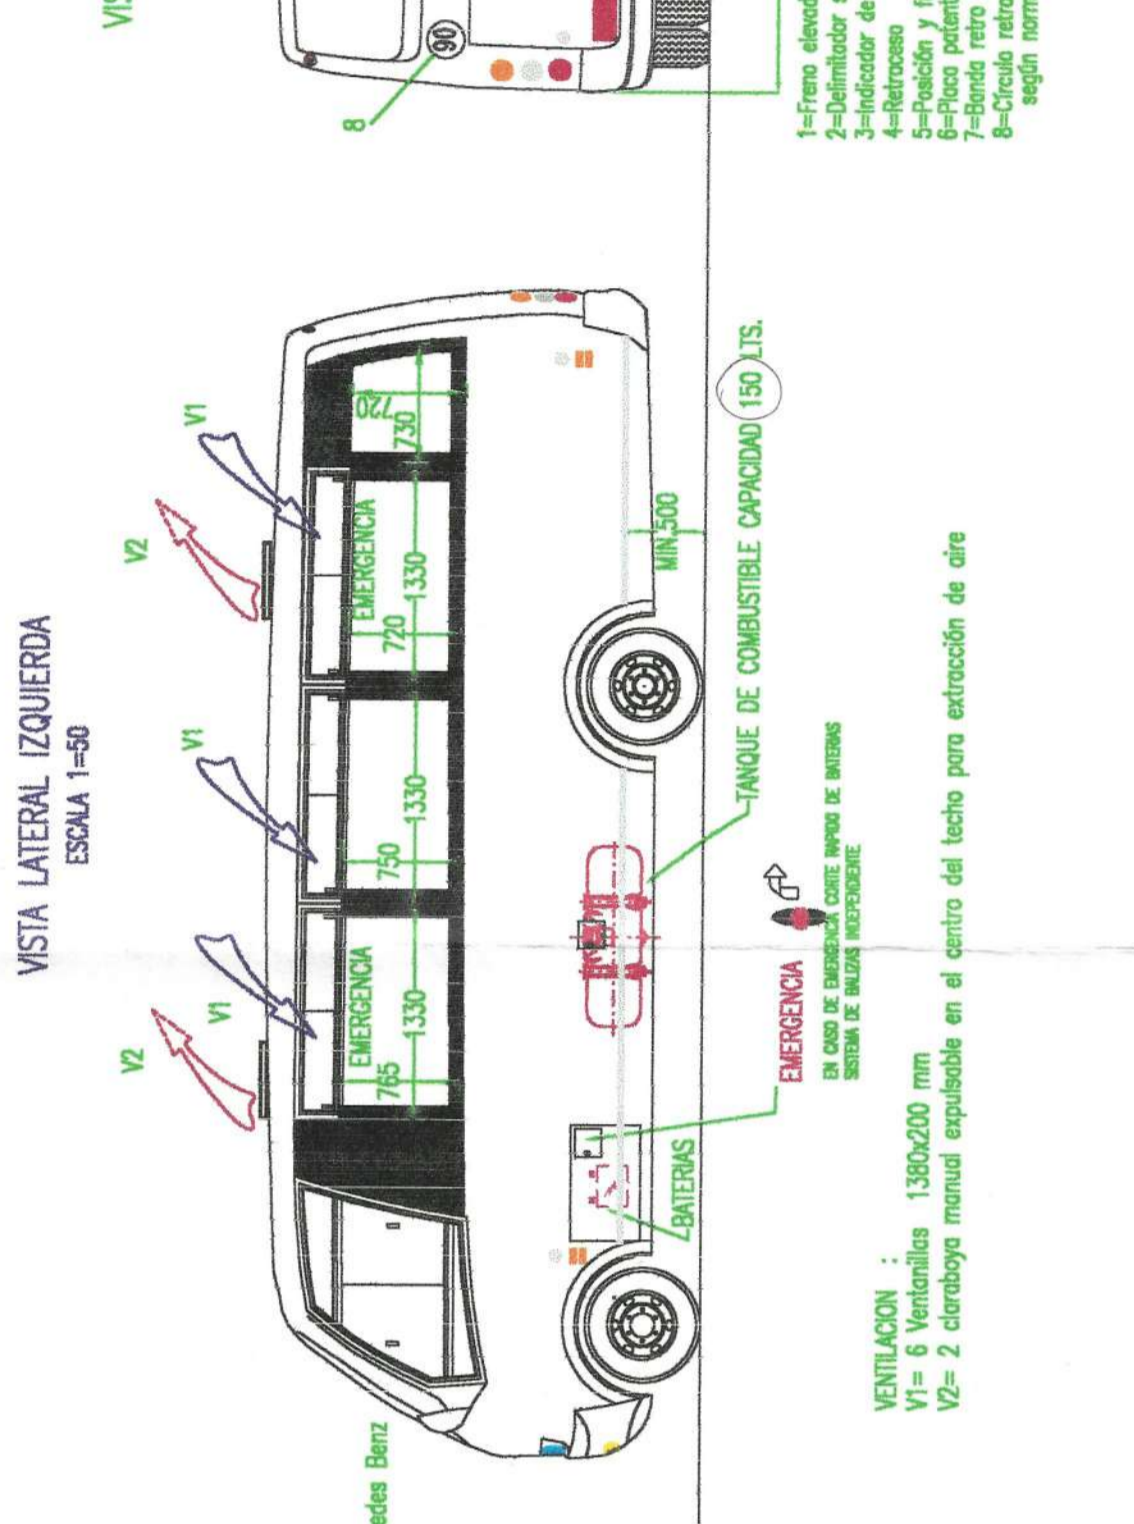 VISTA LATERAL IZQUIERDA
ESCALA 1=50
V2
V1
V1
V2
V1
EMERGENCIA
765
1330
750
1330
EMERGENCIA
720
1330
720
730
MIN.500
BATERIAS
TANQUE DE COMBUSTIBLE CAPACIDAD 150 LTS.
EMERGENCIA
EN CASO DE EMERGENCIA CORTE RAPIDO DE BATERIAS
SISTEMA DE BALIZAS INDEPENDIENTE
VENTILACION :
V1= 6 Ventanillas 1380x200 mm
V2= 2 claraboya manual expulsable en el centro del techo para extracción de aire
edes Benz
VIS
90
8
1=Freno elevad
2=Delimitador s
3=Indicador de
4=Retroceso
5=Posición y f
6=Placa patent
7=Banda retro
8=Círculo retro
según norm